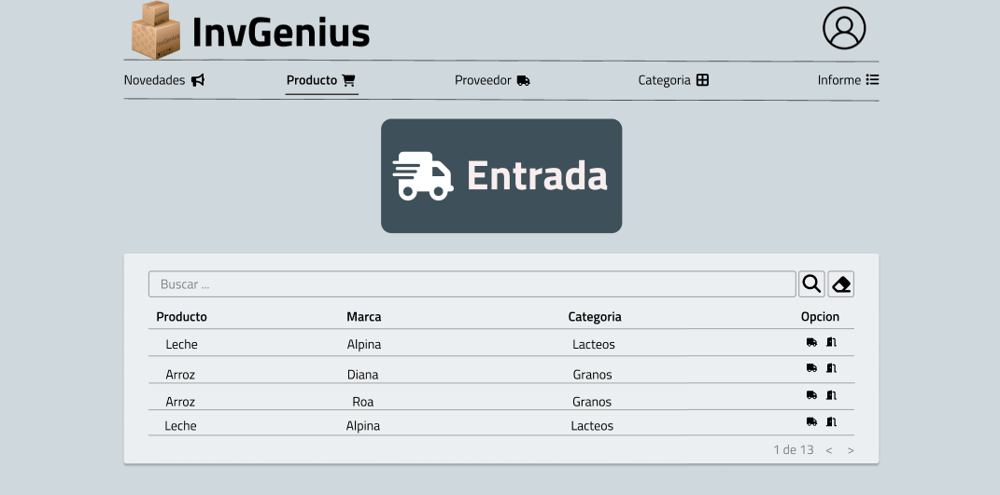 InvGenius
Novedades Producto Proveedor Categoria Informe
Entrada
Buscar ...
Producto Marca Categoria Opcion
Leche Alpina Lacteos
Arroz Diana Granos
Arroz Roa Granos
Leche Alpina Lacteos
1 de 13 < >